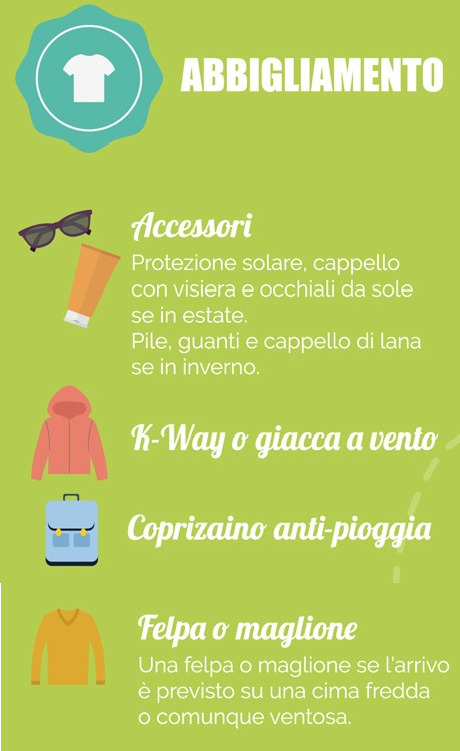 ABBIGLIAMENTO
Accessori
Protezione solare, cappello
con visiera e occhiali da sole
se in estate.
Pile, guanti e cappello di lana
se in inverno.
K-Way o giacca a vento
Coprizaino anti-pioggia
Felpa o maglione
Una felpa o maglione se l'arrivo
è previsto su una cima fredda
o comunque ventosa.